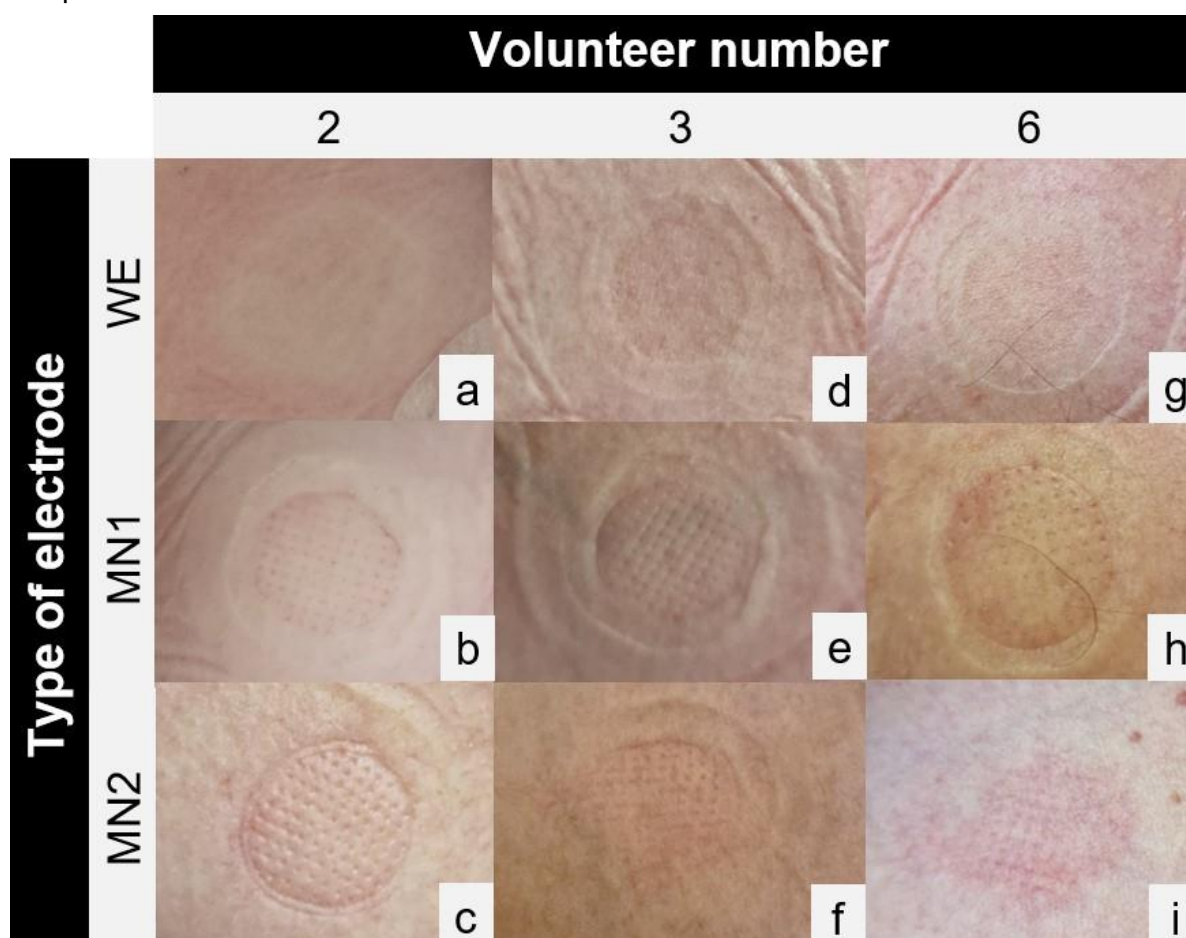 Volunteer number
2 3 6
Type of electrode
WE
a d g
MN1
b e h
MN2
c f i